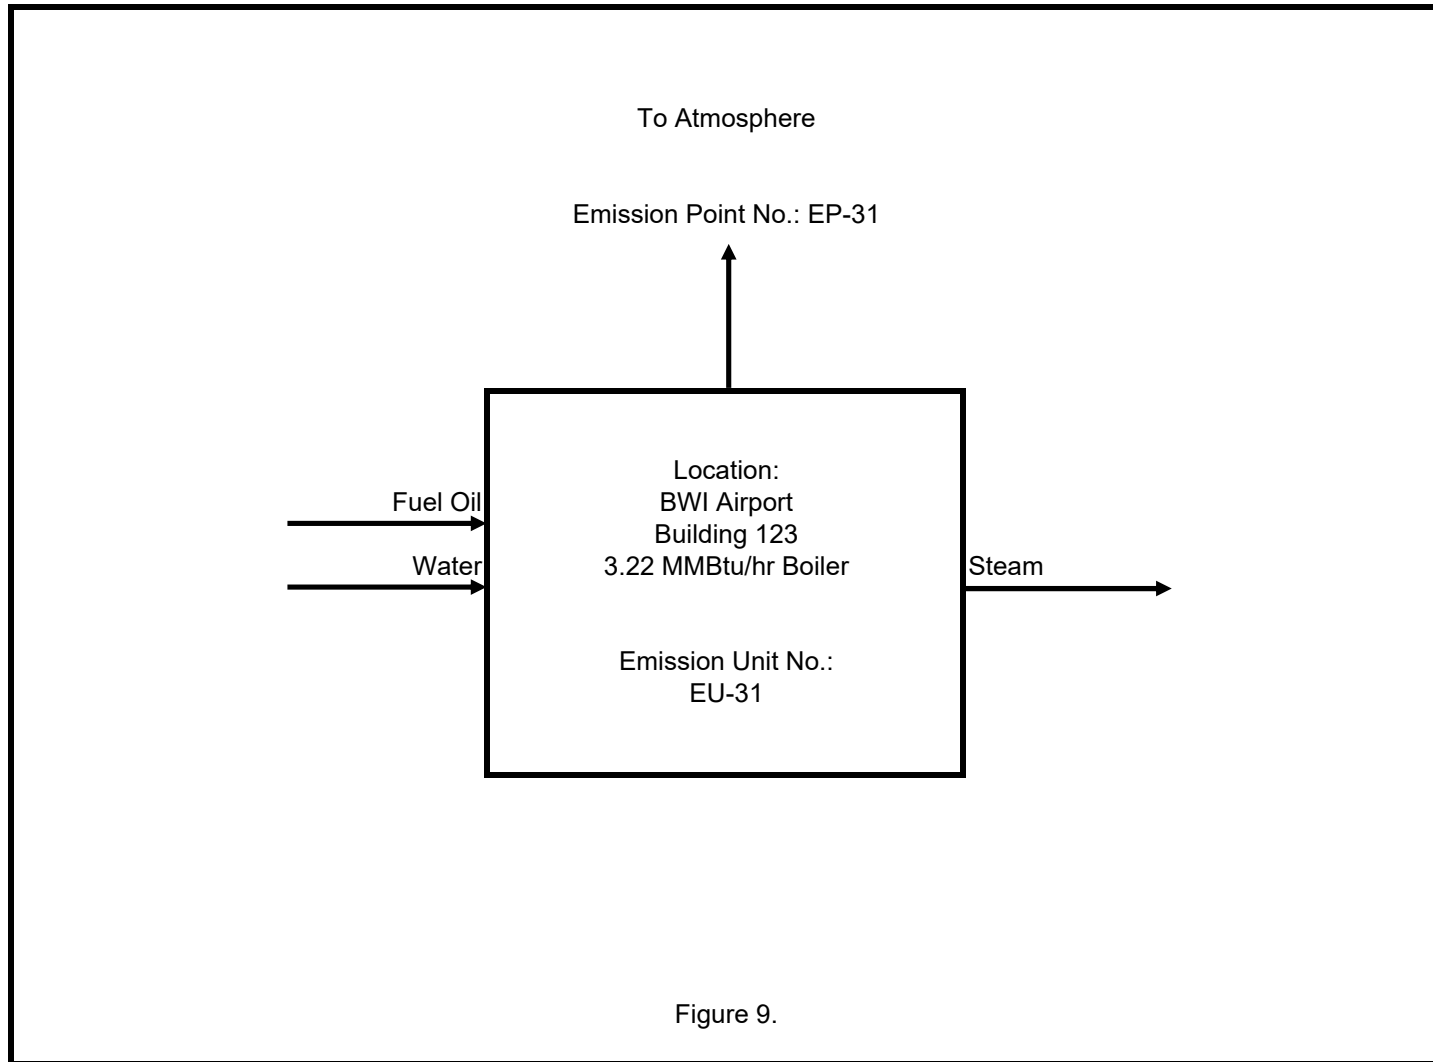 To Atmosphere
Emission Point No.: EP-31
Location:
BWI Airport
Fuel Oil
Building 123
Water
3.22 MMBtu/hr Boiler
Steam
Emission Unit No.:
EU-31
Figure 9.